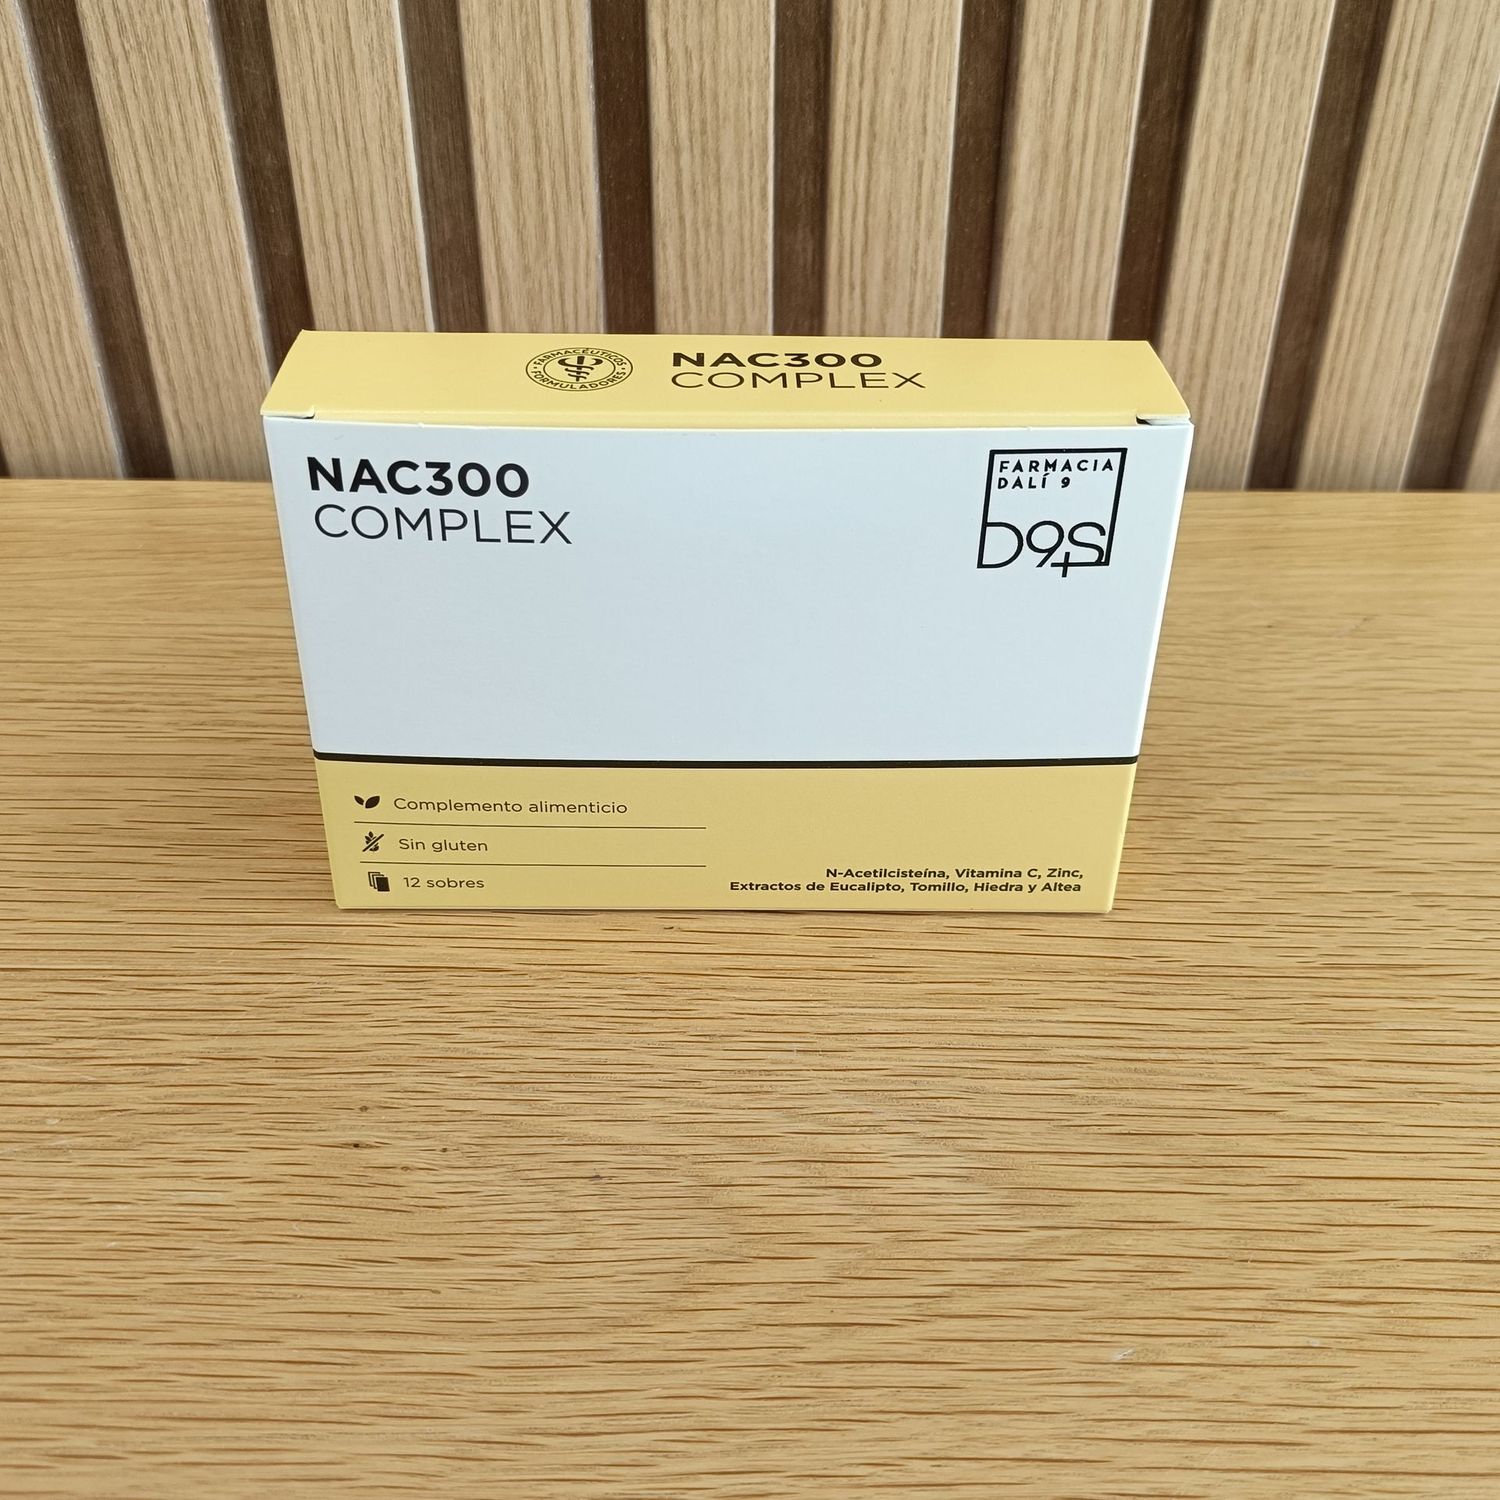 FARMACÉUTICOS
FORMULADORES
NAC300
COMPLEX
NAC300
COMPLEX
FARMACIA
DALÍ 9
D9S
Complemento alimenticio
Sin gluten
12 sobres
N-Acetilcisteína, Vitamina C, Zinc,
Extractos de Eucalipto, Tomillo, Hiedra y Altea